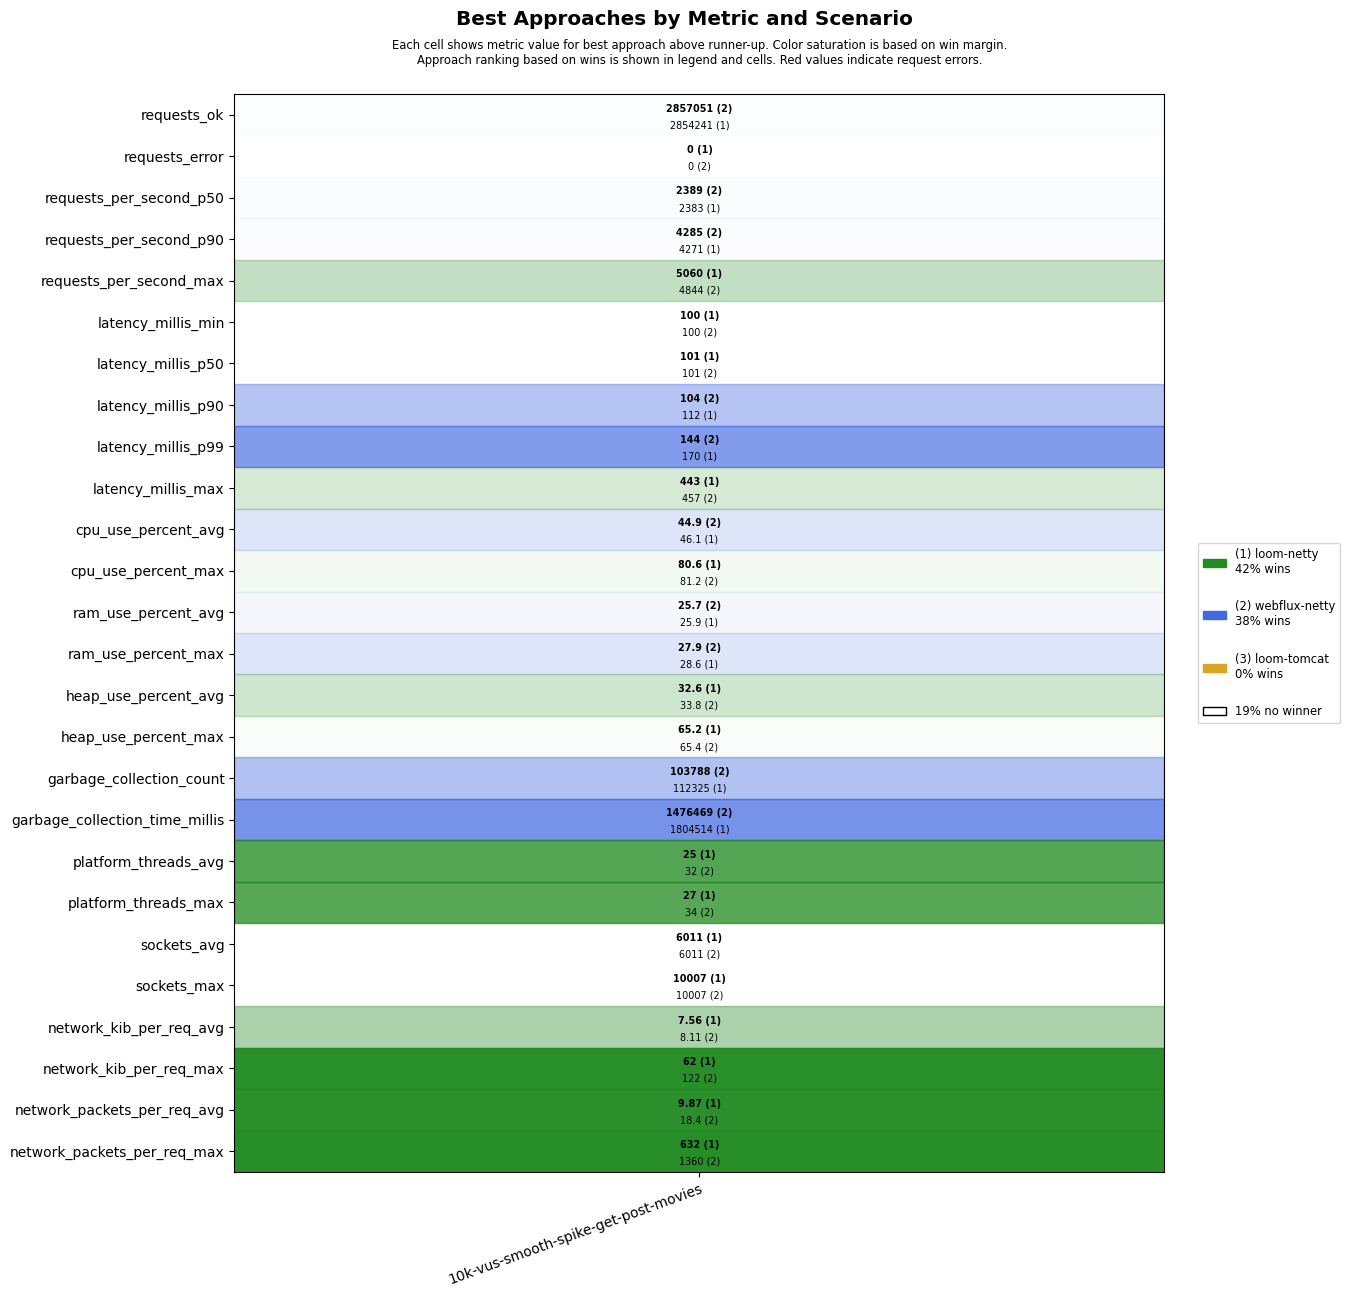 Best Approaches by Metric and Scenario
Each cell shows metric value for best approach above runner-up. Color saturation is based on win margin.
Approach ranking based on wins is shown in legend and cells. Red values indicate request errors.
requests_ok
2857051 (2)
2854241 (1)
requests_error
0 (1)
0 (2)
requests_per_second_p50
2389 (2)
2383 (1)
requests_per_second_p90
4285 (2)
4271 (1)
requests_per_second_max
5060 (1)
4844 (2)
latency_millis_min
100 (1)
100 (2)
latency_millis_p50
101 (1)
101 (2)
latency_millis_p90
104 (2)
112 (1)
latency_millis_p99
144 (2)
170 (1)
latency_millis_max
443 (1)
457 (2)
cpu_use_percent_avg
44.9 (2)
46.1 (1)
cpu_use_percent_max
80.6 (1)
81.2 (2)
ram_use_percent_avg
25.7 (2)
25.9 (1)
ram_use_percent_max
27.9 (2)
28.6 (1)
heap_use_percent_avg
32.6 (1)
33.8 (2)
heap_use_percent_max
65.2 (1)
65.4 (2)
garbage_collection_count
103788 (2)
112325 (1)
garbage_collection_time_millis
1476469 (2)
1804514 (1)
platform_threads_avg
25 (1)
32 (2)
platform_threads_max
27 (1)
34 (2)
sockets_avg
6011 (1)
6011 (2)
sockets_max
10007 (1)
10007 (2)
network_kib_per_req_avg
7.56 (1)
8.11 (2)
network_kib_per_req_max
62 (1)
122 (2)
network_packets_per_req_avg
9.87 (1)
18.4 (2)
network_packets_per_req_max
632 (1)
1360 (2)
10k-vus-smooth-spike-get-post-movies
(1) loom-netty
42% wins
(2) webflux-netty
38% wins
(3) loom-tomcat
0% wins
19% no winner